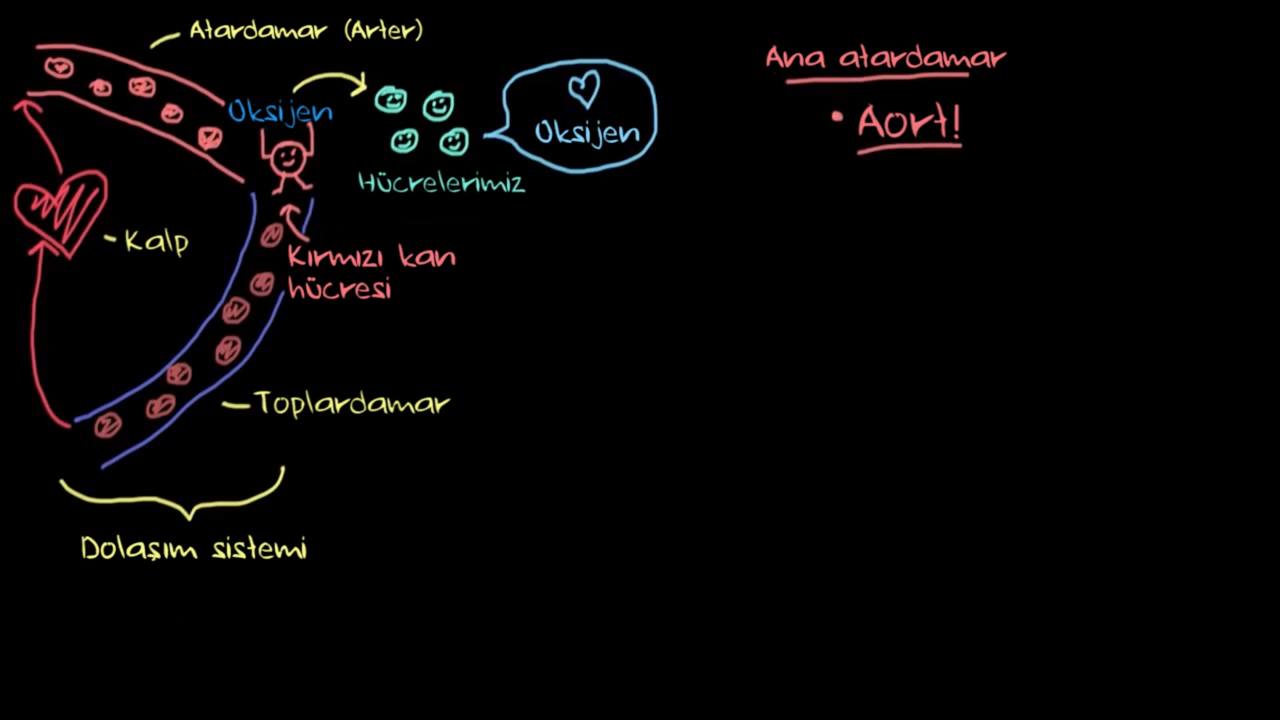 Atardamar (Arter)
Oksijen
Oksijen
Hücrelerimiz
Kalp
Kırmızı kan
hücresi
Toplardamar
Dolaşım sistemi
Ana atardamar
• Aort!